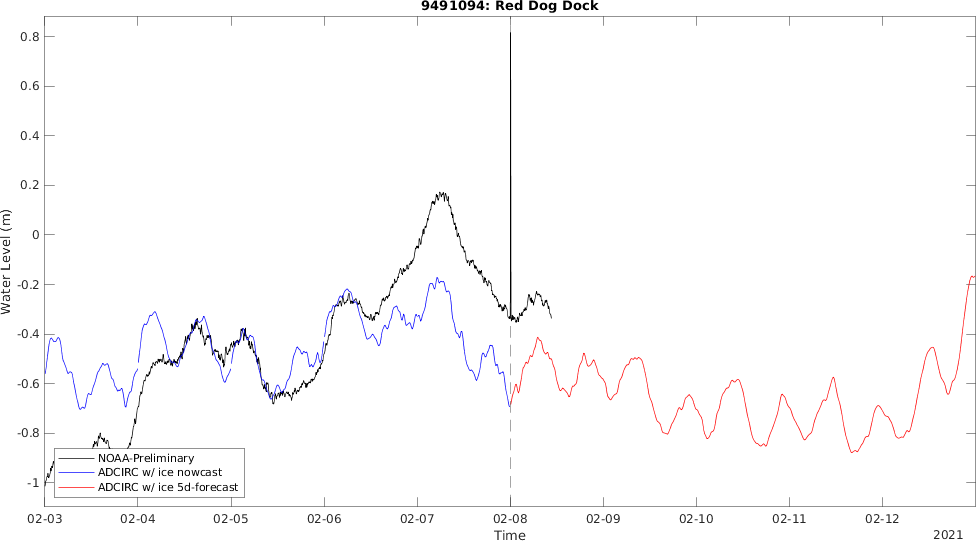 9491094: Red Dog Dock
0.8
0.6
0.4
0.2
0
-0.2
-0.4
-0.6
-0.8
-1
Water Level (m)
NOAA-Preliminary
ADCIRC w/ ice nowcast
ADCIRC w/ ice 5d-forecast
02-03 02-04 02-05 02-06 02-07 02-08 02-09 02-10 02-11 02-12
Time
2021